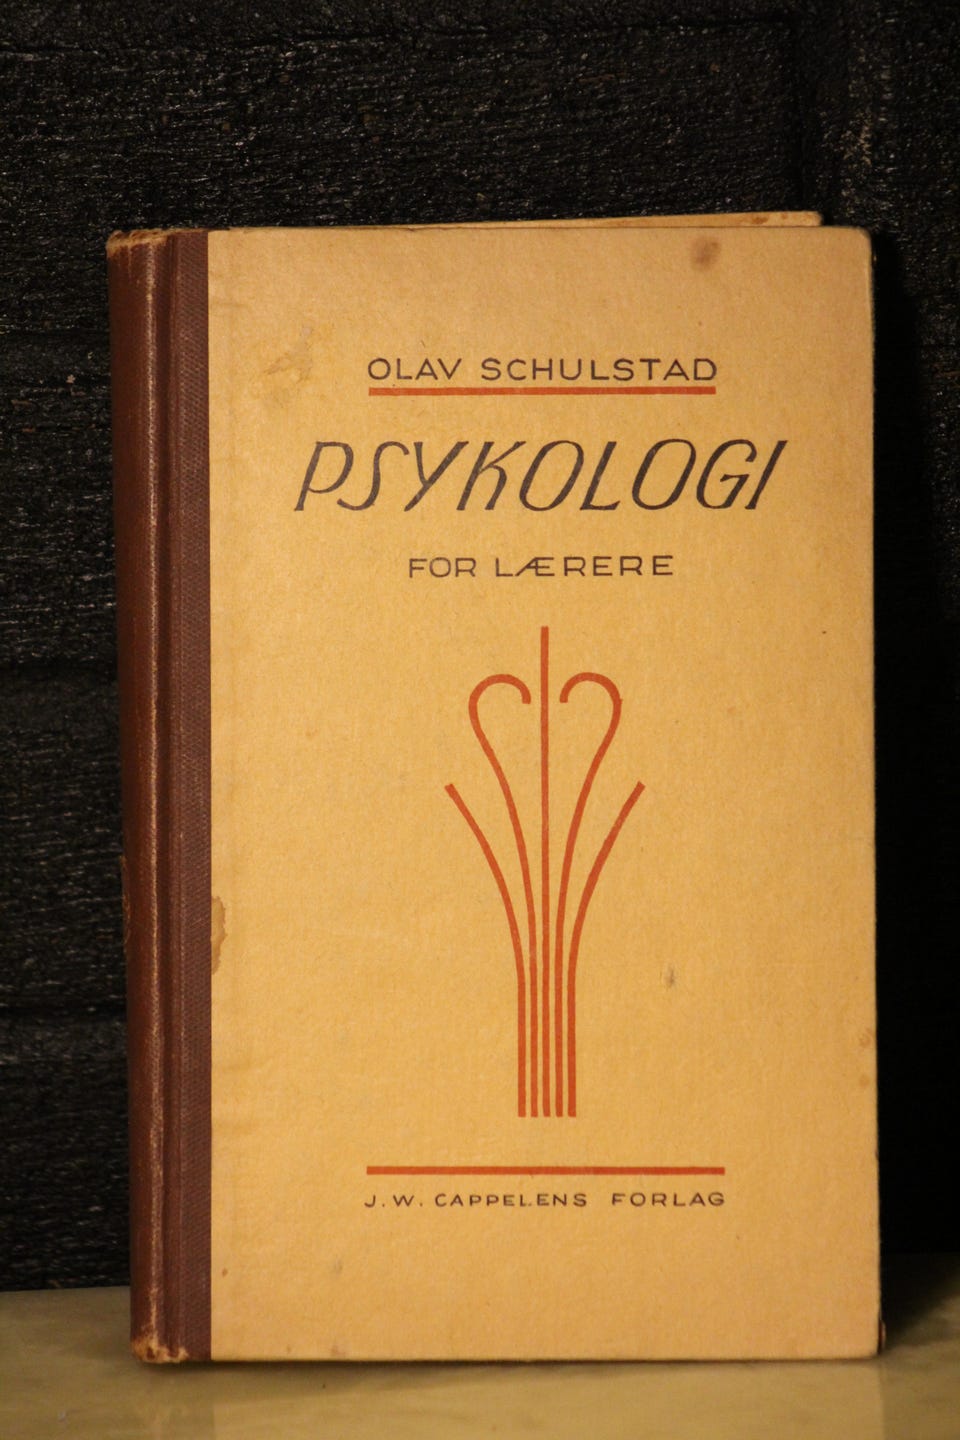 OLAV SCHULSTAD
PSYKOLOGI
FOR LÆRERE
J.W. CAPPELENS FORLAG